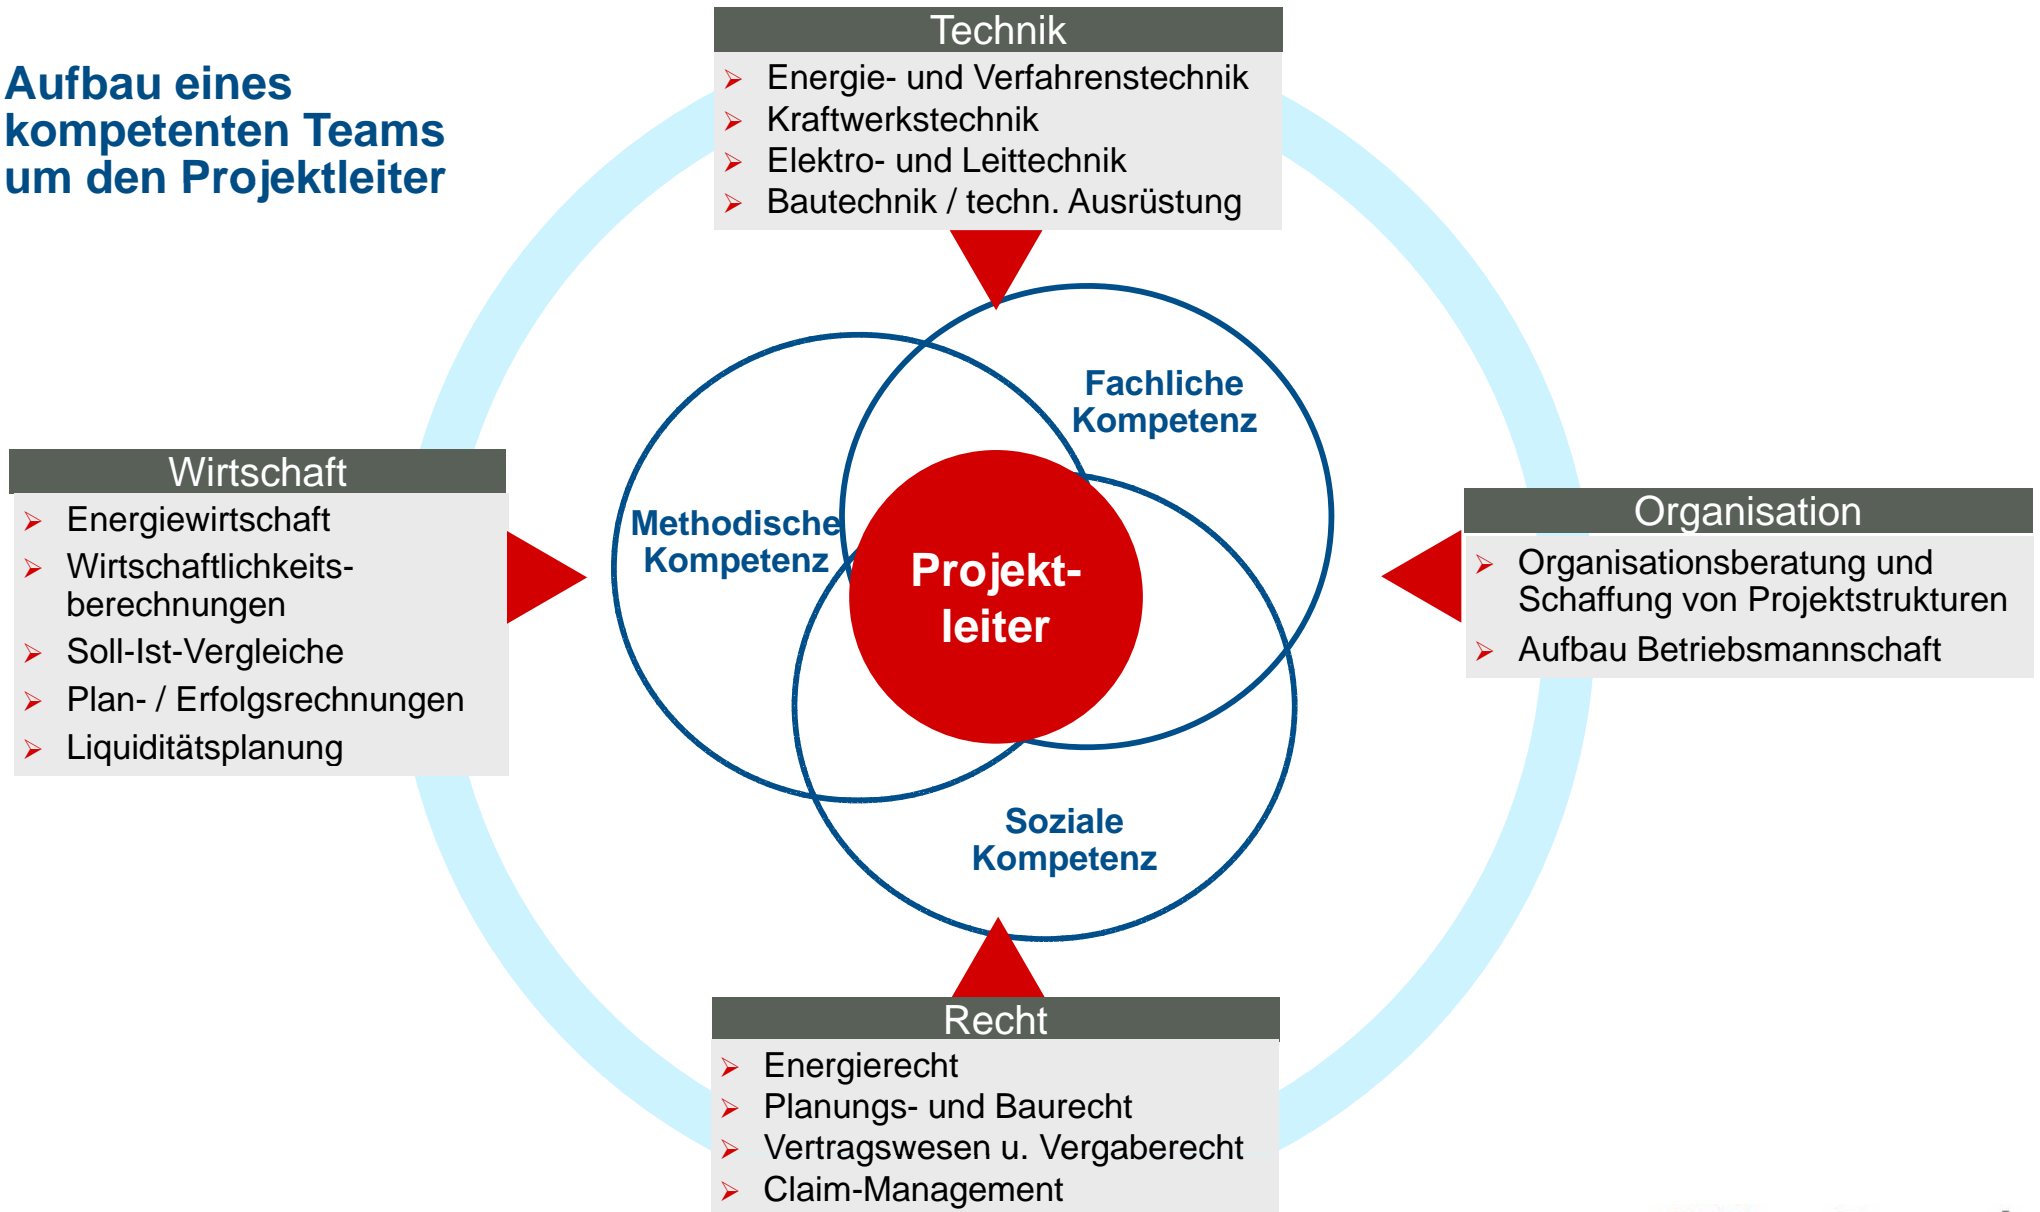 Aufbau eines
kompetenten Teams
um den Projektleiter
Technik
Energie- und Verfahrenstechnik
Kraftwerkstechnik
Elektro- und Leittechnik
Bautechnik / techn. Ausrüstung
Fachliche
Kompetenz
Methodische
Kompetenz
Projekt-
leiter
Soziale
Kompetenz
Wirtschaft
Energiewirtschaft
Wirtschaftlichkeits-
berechnungen
Soll-Ist-Vergleiche
Plan- / Erfolgsrechnungen
Liquiditätsplanung
Organisation
Organisationsberatung und
Schaffung von Projektstrukturen
Aufbau Betriebsmannschaft
Recht
Energierecht
Planungs- und Baurecht
Vertragswesen u. Vergaberecht
Claim-Management